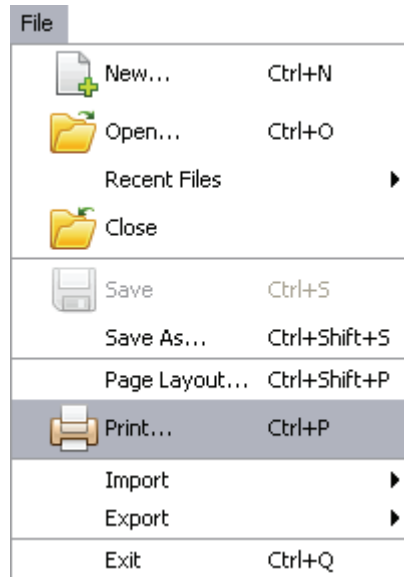 File
New... Ctrl+N
Open... Ctrl+O
Recent Files
Close
Save Ctrl+S
Save As... Ctrl+Shift+S
Page Layout... Ctrl+Shift+P
Print... Ctrl+P
Import
Export
Exit Ctrl+Q